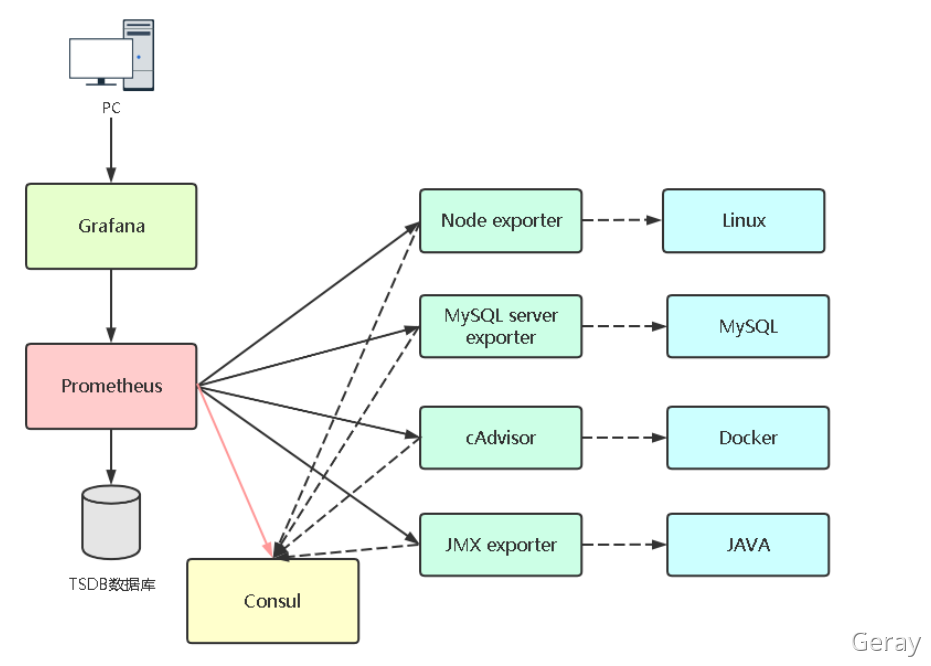 PC
Grafana
Prometheus
TSDB数据库
Consul
Node exporter
MySQL server
exporter
cAdvisor
JMX exporter
Linux
MySQL
Docker
JAVA
Geray